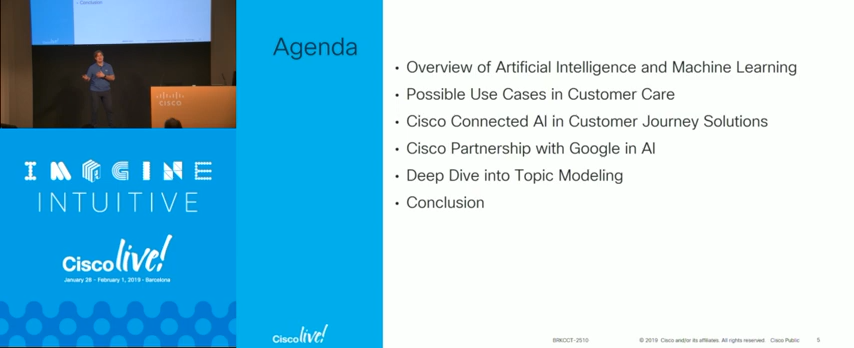 Conclusion
CISCO
IMAGINE
INTUITIVE
Cisco live!
January 28 - February 1, 2019 · Barcelona
Agenda
• Overview of Artificial Intelligence and Machine Learning
• Possible Use Cases in Customer Care
• Cisco Connected AI in Customer Journey Solutions
• Cisco Partnership with Google in AI
• Deep Dive into Topic Modeling
• Conclusion
Cisco live!
BRKCCT-2510
© 2019 Cisco and/or its affiliates. All rights reserved. Cisco Public
5